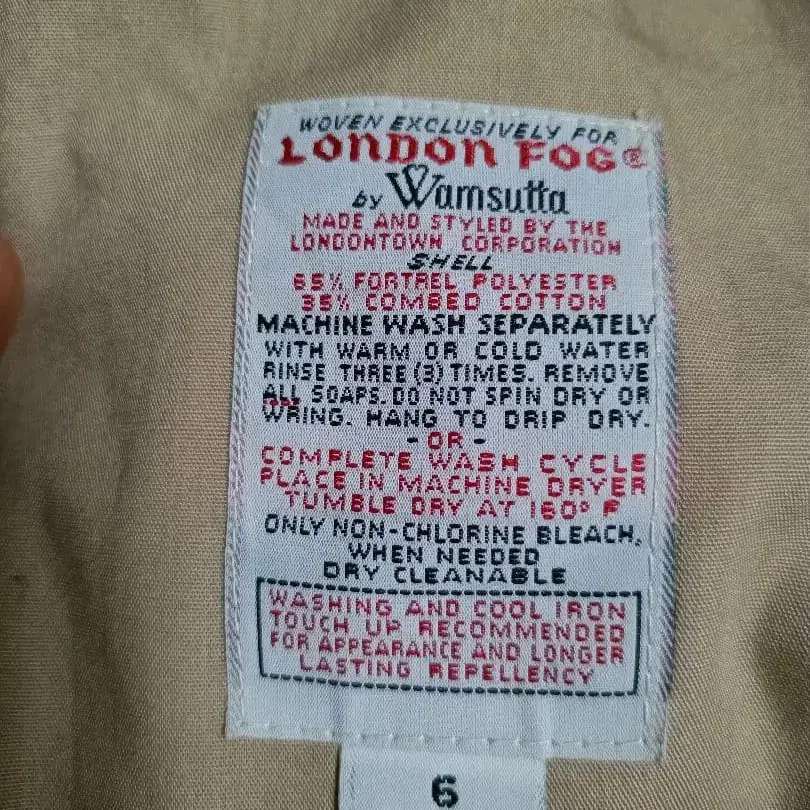 WOVEN EXCLUSIVELY FOR
LONDON FOG®
by Wamsutta
MADE AND STYLED BY THE
LONDONTOWN CORPORATION
SHELL
65% FORTREL POLYESTER
35% COMBED COTTON
MACHINE WASH SEPARATELY
WITH WARM OR COLD WATER
RINSE THREE (3) TIMES. REMOVE
ALL SOAPS. DO NOT SPIN DRY OR
WRING. HANG TO DRIP DRY.
- OR -
COMPLETE WASH CYCLE
PLACE IN MACHINE DRYER
TUMBLE DRY AT 160° F
ONLY NON-CHLORINE BLEACH,
WHEN NEEDED
DRY CLEANABLE
WASHING AND COOL IRON
TOUCH UP RECOMMENDED
FOR APPEARANCE AND LONGER
LASTING REPELLENCY
6